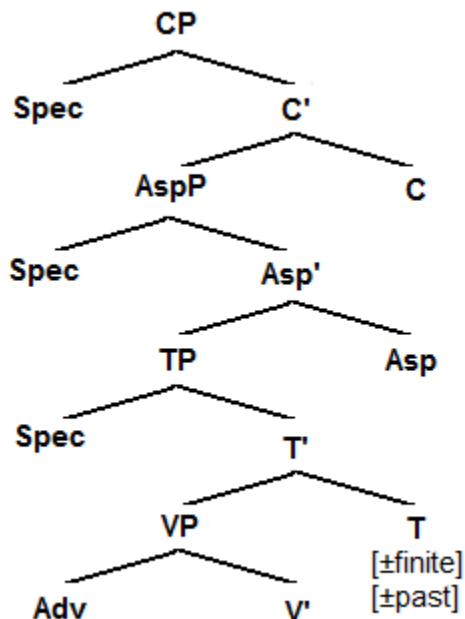 CP
Spec C'
AspP C
Spec Asp'
TP Asp
Spec T'
VP T
[±finite]
[±past]
Adv V'